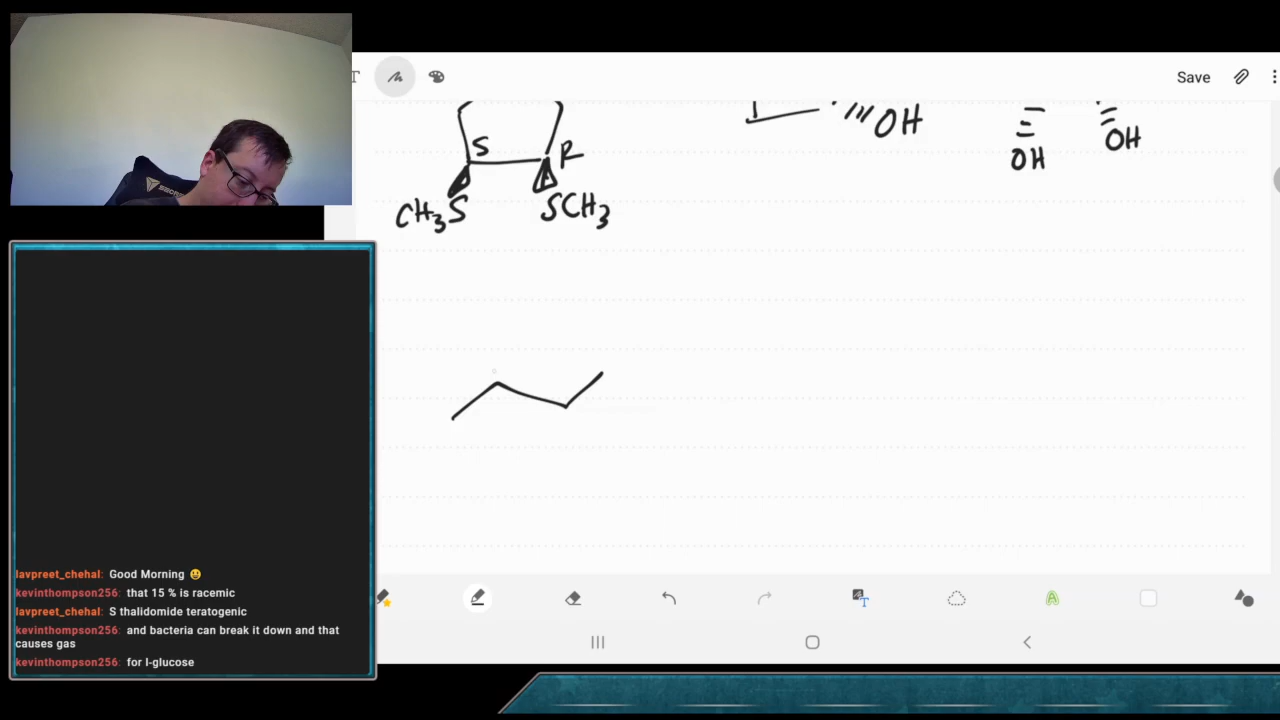 T
Save
S R
CH3S SCH3
OH
OH
OH
lavpreet_chehal: Good Morning 😃
kevinthompson256: that 15 % is racemic
lavpreet_chehal: S thalidomide teratogenic
kevinthompson256: and bacteria can break it down and that
causes gas
kevinthompson256: for l-glucose
T
A